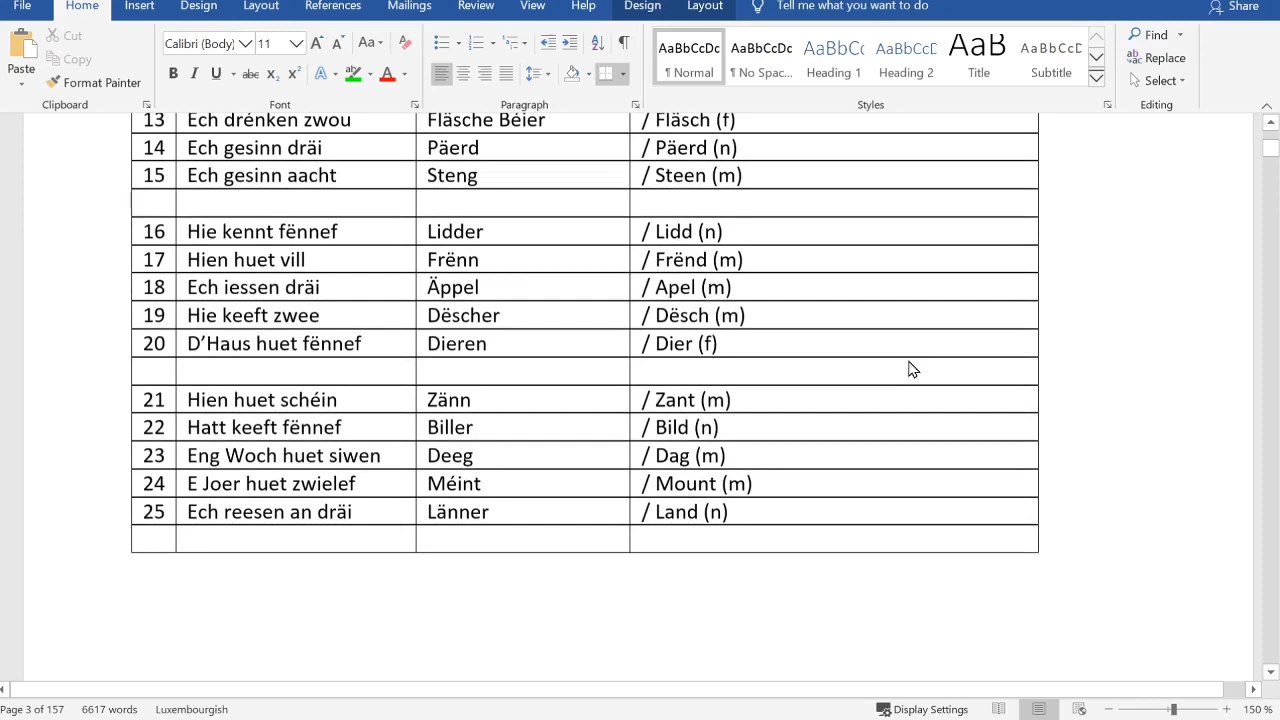 File Home Insert Design Layout References Mailings Review View Help Design Layout Tell me what you want to do Share
Paste
Cut
Copy
Format Painter
Clipboard
Calibri (Body) 11 Aa
B I U abc X₂ X² A A
Font
Paragraph
AaBbCcDc AaBbCcDc AaBbCc AaBbCcD AaB AaBbCcD
¶ Normal ¶ No Spac... Heading 1 Heading 2 Title Subtitle
Styles
Find
Replace
Select
Editing
13 Ech drénken zwou Fläsche Béier / Fläsch (f)
14 Ech gesinn dräi Päerd / Päerd (n)
15 Ech gesinn aacht Steng / Steen (m)
16 Hie kennt fënnef Lidder / Lidd (n)
17 Hien huet vill Frënn / Frënd (m)
18 Ech iessen dräi Äppel / Apel (m)
19 Hie keeft zwee Dëscher / Dësch (m)
20 D’Haus huet fënnef Dieren / Dier (f)
21 Hien huet schéin Zänn / Zant (m)
22 Hatt keeft fënnef Biller / Bild (n)
23 Eng Woch huet siwen Deeg / Dag (m)
24 E Joer huet zwielef Méint / Mount (m)
25 Ech reesen an dräi Länner / Land (n)
Page 3 of 157 6617 words Luxembourgish Display Settings 150 %